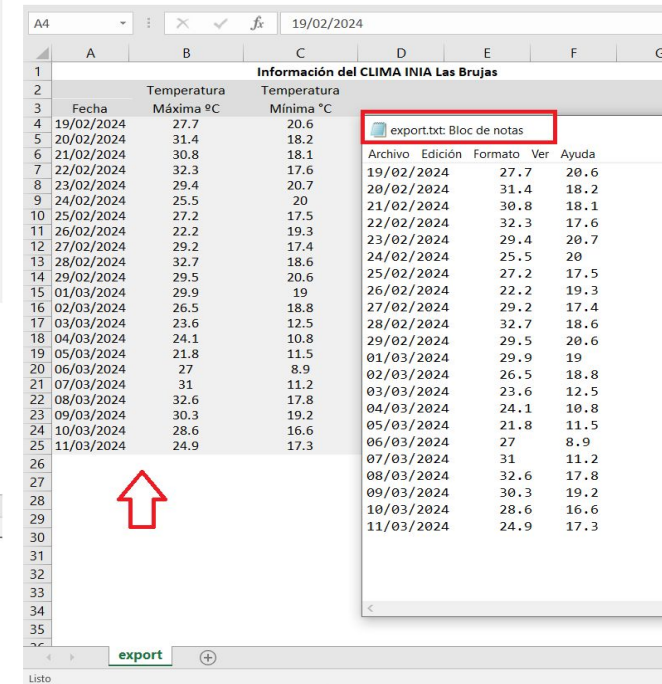 A4 19/02/2024
A B C D E F
1 Información del CLIMA INIA Las Brujas
2 Temperatura Temperatura
3 Fecha Máxima ºC Mínima °C
4 19/02/2024 27.7 20.6
5 20/02/2024 31.4 18.2
6 21/02/2024 30.8 18.1
7 22/02/2024 32.3 17.6
8 23/02/2024 29.4 20.7
9 24/02/2024 25.5 20
10 25/02/2024 27.2 17.5
11 26/02/2024 22.2 19.3
12 27/02/2024 29.2 17.4
13 28/02/2024 32.7 18.6
14 29/02/2024 29.5 20.6
15 01/03/2024 29.9 19
16 02/03/2024 26.5 18.8
17 03/03/2024 23.6 12.5
18 04/03/2024 24.1 10.8
19 05/03/2024 21.8 11.5
20 06/03/2024 27 8.9
21 07/03/2024 31 11.2
22 08/03/2024 32.6 17.8
23 09/03/2024 30.3 19.2
24 10/03/2024 28.6 16.6
25 11/03/2024 24.9 17.3
26
27
28
29
30
31
32
33
34
35
export.txt: Bloc de notas
Archivo Edición Formato Ver Ayuda
19/02/2024 27.7 20.6
20/02/2024 31.4 18.2
21/02/2024 30.8 18.1
22/02/2024 32.3 17.6
23/02/2024 29.4 20.7
24/02/2024 25.5 20
25/02/2024 27.2 17.5
26/02/2024 22.2 19.3
27/02/2024 29.2 17.4
28/02/2024 32.7 18.6
29/02/2024 29.5 20.6
01/03/2024 29.9 19
02/03/2024 26.5 18.8
03/03/2024 23.6 12.5
04/03/2024 24.1 10.8
05/03/2024 21.8 11.5
06/03/2024 27 8.9
07/03/2024 31 11.2
08/03/2024 32.6 17.8
09/03/2024 30.3 19.2
10/03/2024 28.6 16.6
11/03/2024 24.9 17.3
export
Listo